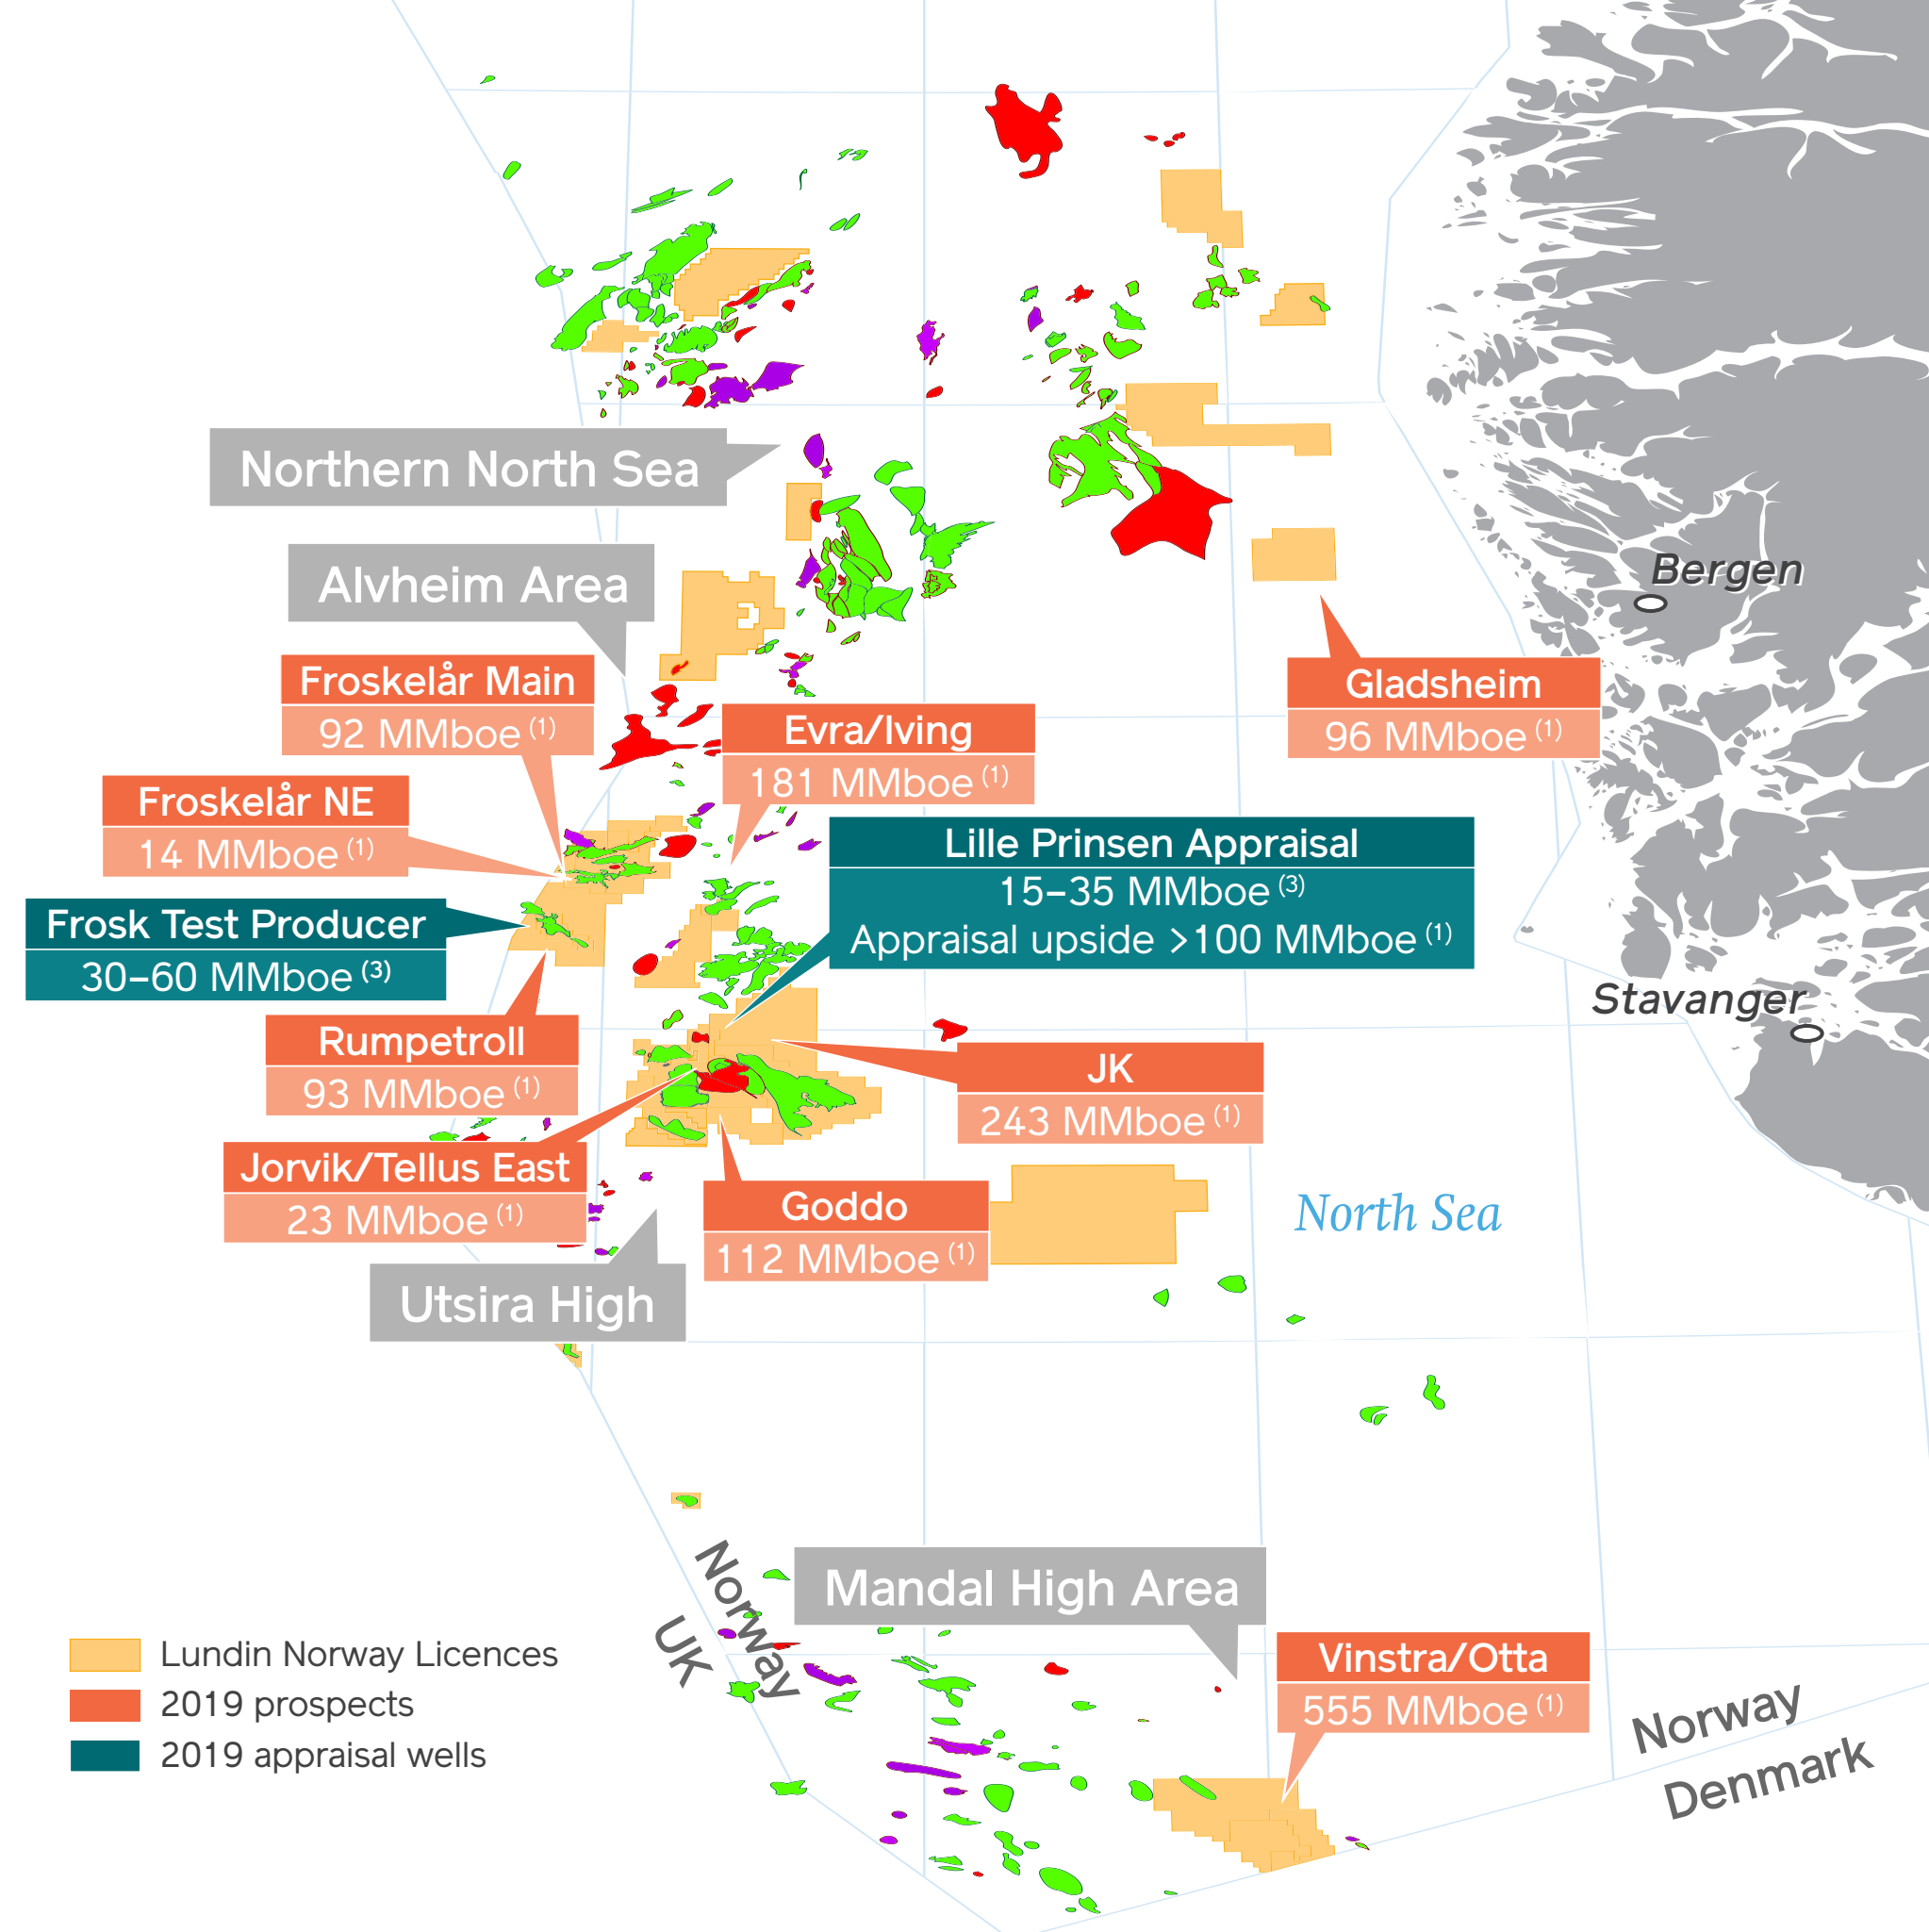 Northern North Sea
Alvheim Area
Bergen
Froskelår Main
92 MMboe (1)
Gladsheim
96 MMboe (1)
Evra/Iving
181 MMboe (1)
Froskelår NE
14 MMboe (1)
Lille Prinsen Appraisal
15–35 MMboe (3)
Appraisal upside >100 MMboe (1)
Frosk Test Producer
30–60 MMboe (3)
Stavanger
Rumpetroll
93 MMboe (1)
JK
243 MMboe (1)
Jorvik/Tellus East
23 MMboe (1)
Goddo
112 MMboe (1)
North Sea
Utsira High
Norway
UK
Mandal High Area
Vinstra/Otta
555 MMboe (1)
Norway
Denmark
Lundin Norway Licences
2019 prospects
2019 appraisal wells